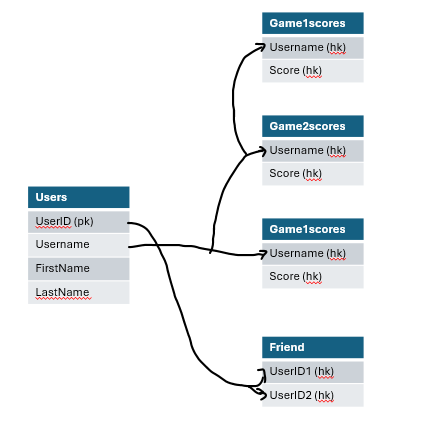 Game1scores
Username (hk)
Score (hk)
Game2scores
Username (hk)
Score (hk)
Users
UserID (pk)
Username
FirstName
LastName
Game1scores
Username (hk)
Score (hk)
Friend
UserID1 (hk)
UserID2 (hk)